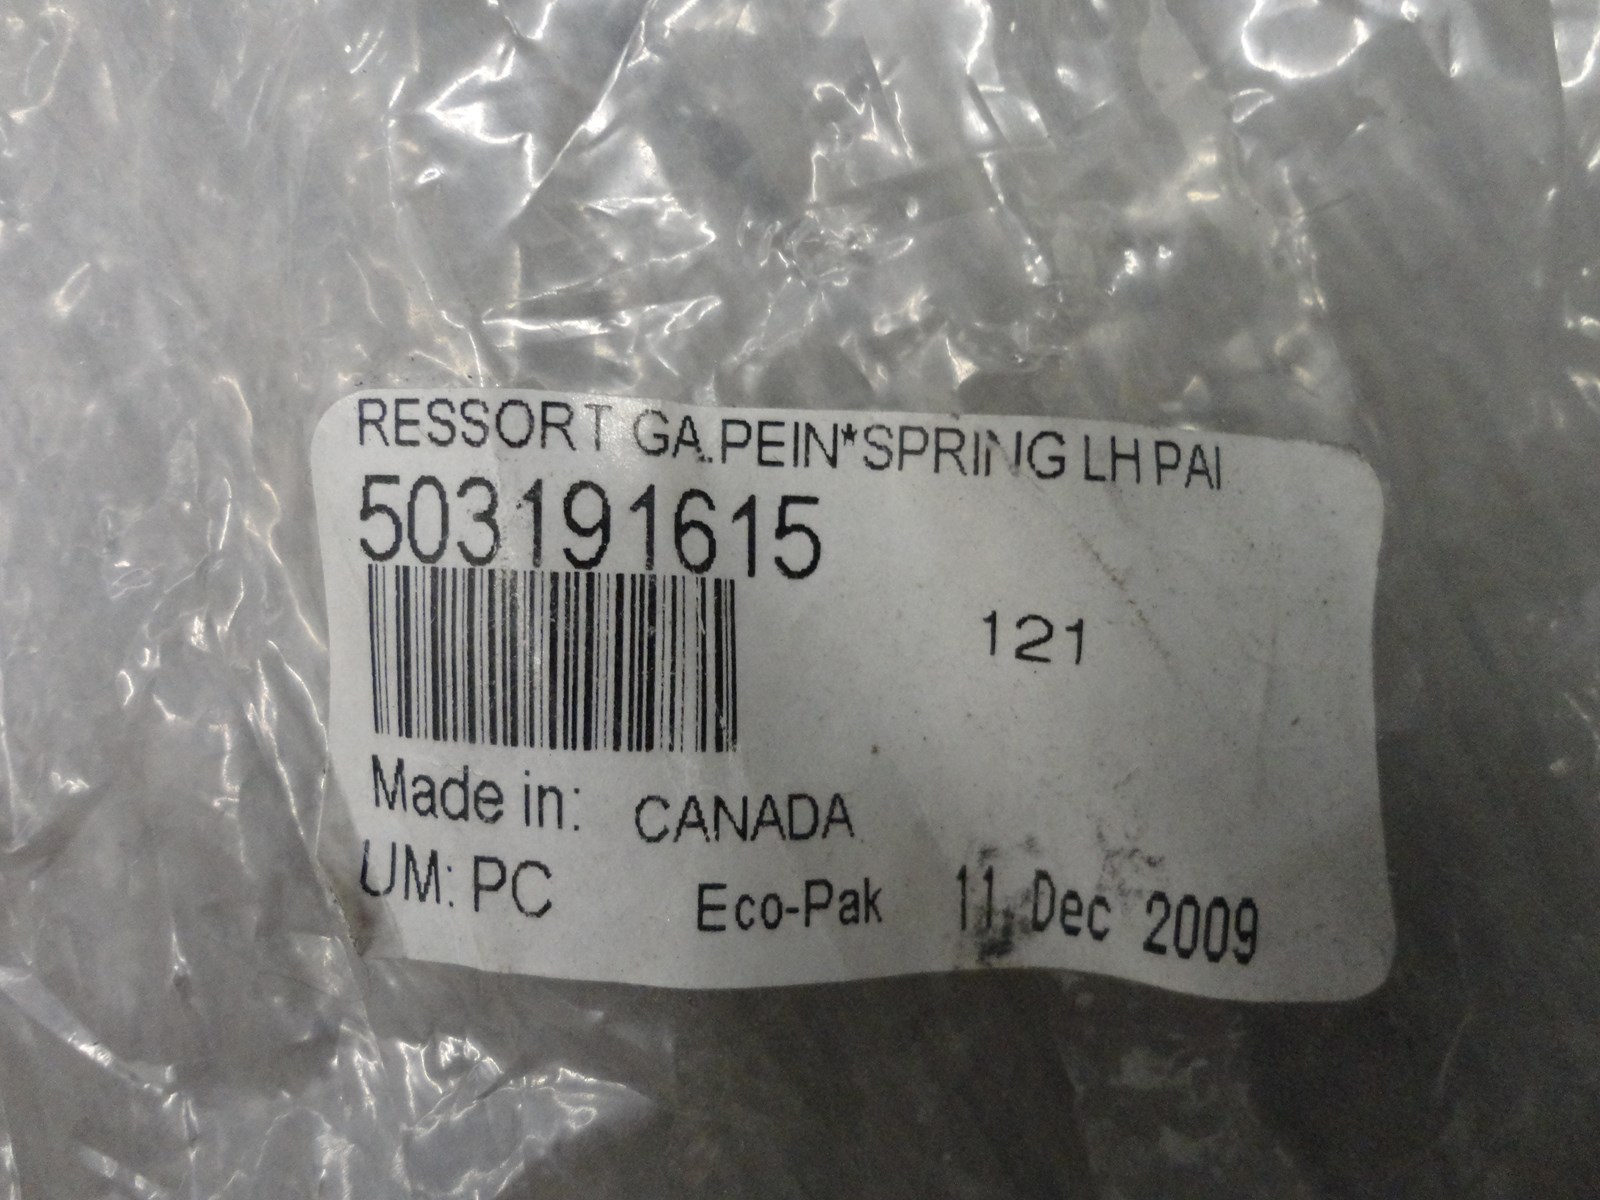 RESSORT GA.PEIN*SPRING LH PAI
503191615
121
Made in: CANADA
UM: PC Eco-Pak 11 Dec 2009